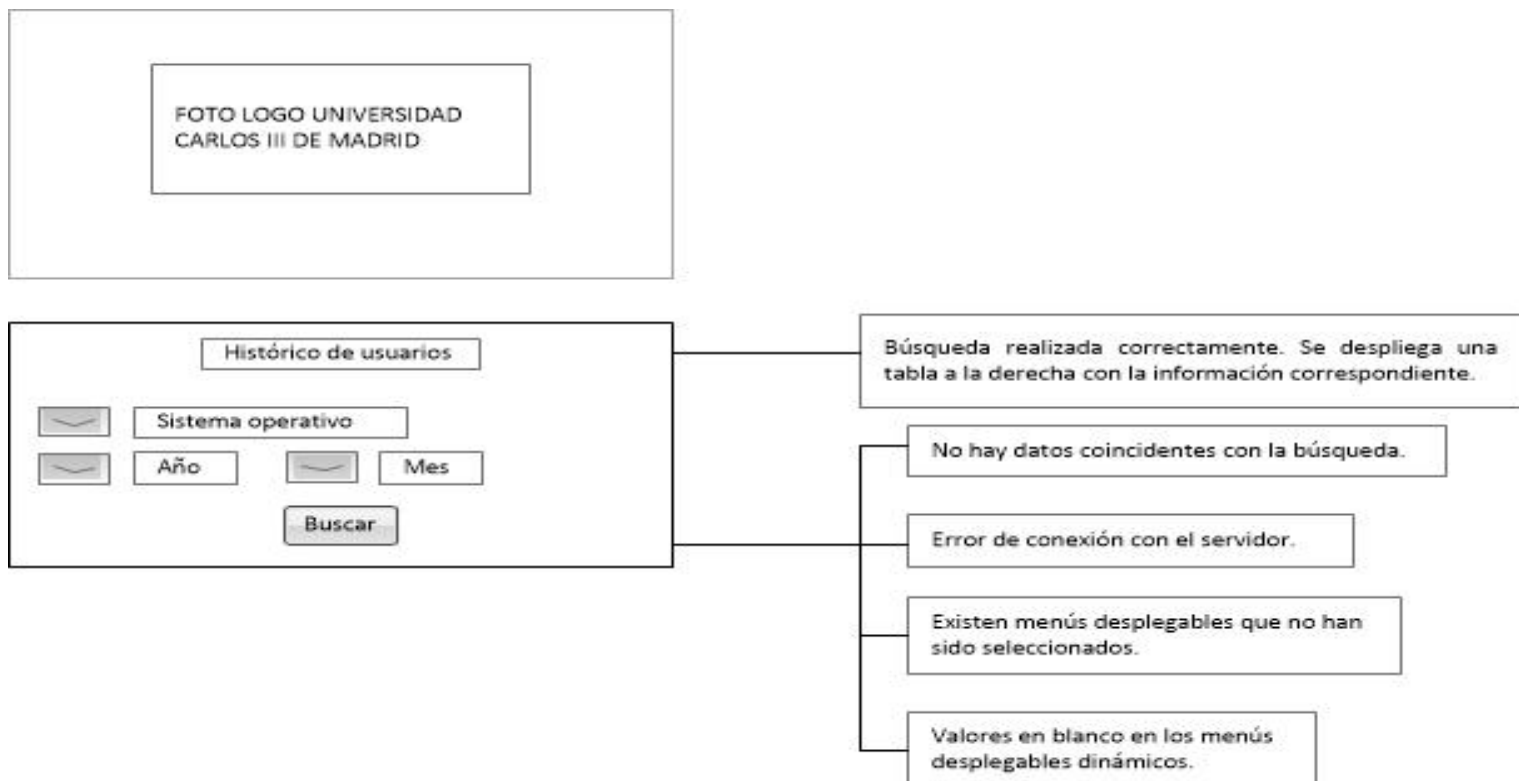 FOTO LOGO UNIVERSIDAD
CARLOS III DE MADRID
Histórico de usuarios
Sistema operativo
Año
Mes
Buscar
Búsqueda realizada correctamente. Se despliega una
tabla a la derecha con la información correspondiente.
No hay datos coincidentes con la búsqueda.
Error de conexión con el servidor.
Existen menús desplegables que no han
sido seleccionados.
Valores en blanco en los menús
desplegables dinámicos.